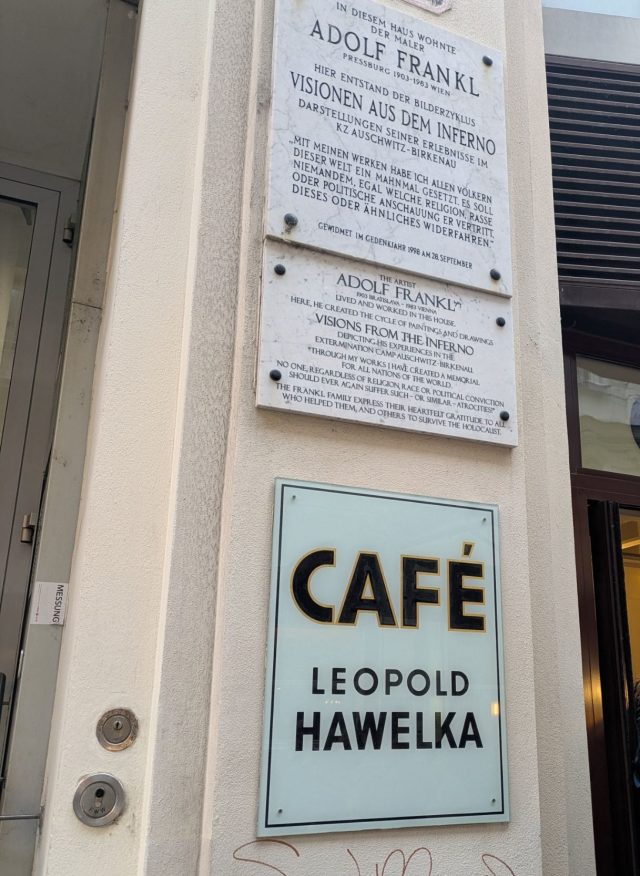 IN DIESEM HAUS WOHNTE
DER MALER
ADOLF FRANKL
PRESSBURG 1903-1983 WIEN
HIER ENTSTAND DER BILDERZYKLUS
VISIONEN AUS DEM INFERNO
DARSTELLUNGEN SEINER ERLEBNISSE IM
KZ AUSCHWITZ-BIRKENAU
„MIT MEINEN WERKEN HABE ICH ALLEN VÖLKERN
DIESER WELT EIN MAHNMAL GESETZT. ES SOLL
NIEMANDEM, EGAL WELCHE RELIGION, RASSE
ODER POLITISCHE ANSCHAUUNG ER VERTRITT,
DIESES ODER ÄHNLICHES WIDERFAHREN."
GEWIDMET IM GEDENKJAHR 1998 AM 28. SEPTEMBER
THE ARTIST
ADOLF FRANKL
1903 BRATISLAVA - 1983 VIENNA
LIVED AND WORKED IN THIS HOUSE.
HERE, HE CREATED THE CYCLE OF PAINTINGS AND DRAWINGS
VISIONS FROM THE INFERNO
DEPICTING HIS EXPERIENCES IN THE
EXTERMINATION CAMP AUSCHWITZ-BIRKENAU.
"THROUGH MY WORKS I HAVE CREATED A MEMORIAL
FOR ALL NATIONS OF THE WORLD.
NO ONE, REGARDLESS OF RELIGION, RACE OR POLITICAL CONVICTION
SHOULD EVER AGAIN SUFFER SUCH - OR SIMILAR - ATROCITIES!"
THE FRANKL FAMILY EXPRESS THEIR HEARTFELT GRATITUDE TO ALL
WHO HELPED THEM, AND OTHERS TO SURVIVE THE HOLOCAUST.
CAFÉ
LEOPOLD
HAWELKA
MESSUNG